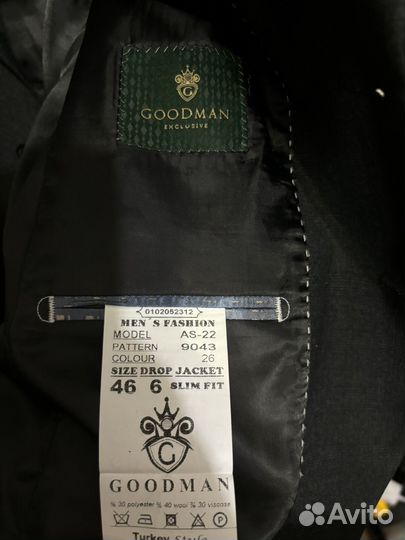 G
GOODMAN
EXCLUSIVE
0102052312
MEN´S FASHION
MODEL AS-22
PATTERN 9043
COLOUR 26
SIZE DROP JACKET
46 6 SLIM FIT
G
GOODMAN
% 30 polyester % 40 wool % 30 viscose
Turkey Style
Avito